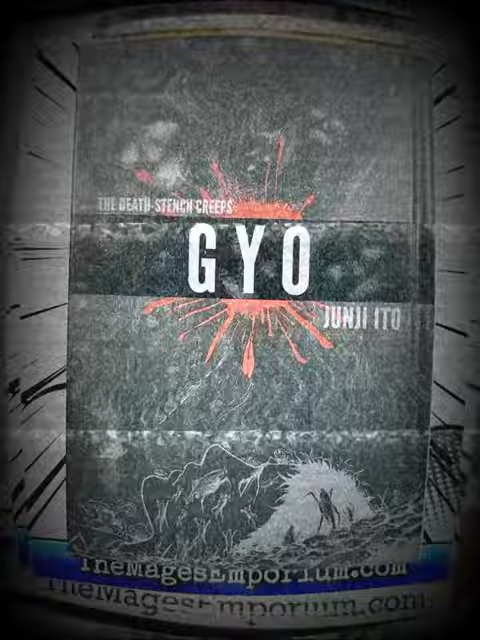 THE DEATH-STENCH CREEPS
GYO
JUNJI ITO
TheMagesEmporium.com
TheMagesEmporium.com